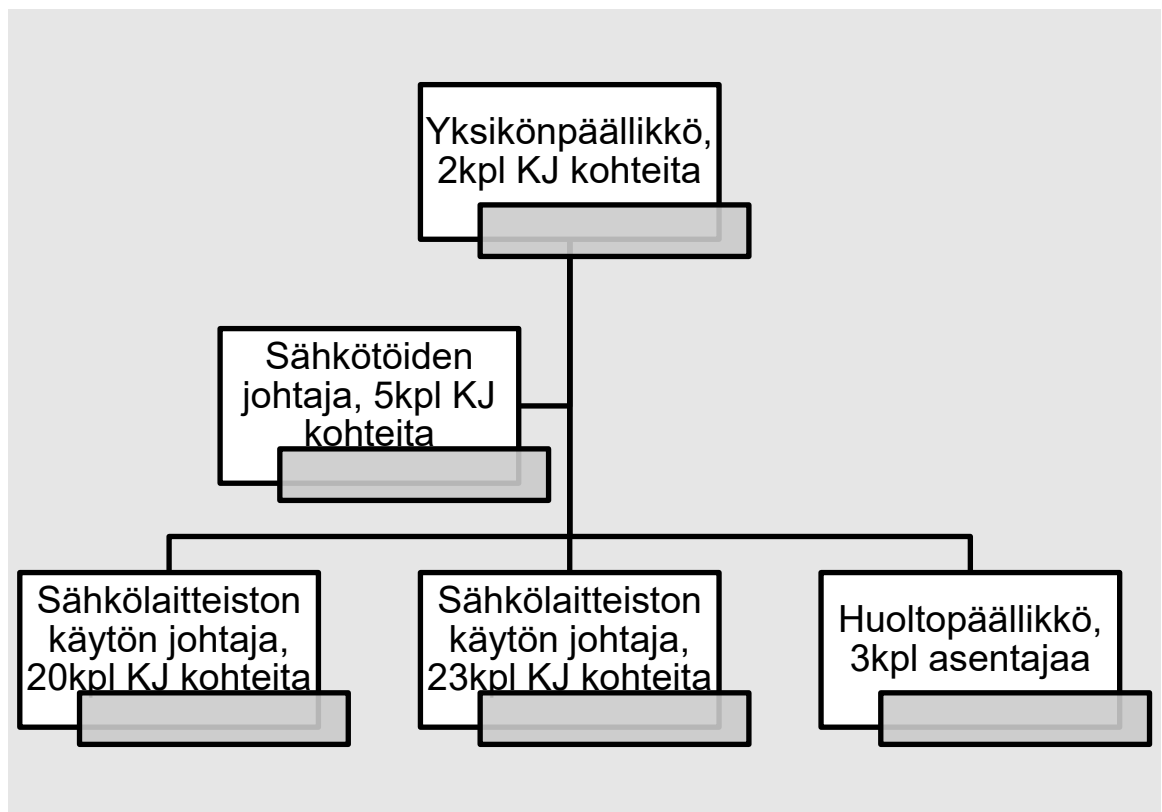 Yksikönpäällikkö,
2kpl KJ kohteita
Sähkötöiden
johtaja, 5kpl KJ
kohteita
Sähkölaitteiston
käytön johtaja,
20kpl KJ kohteita
Sähkölaitteiston
käytön johtaja,
23kpl KJ kohteita
Huoltopäällikkö,
3kpl asentajaa